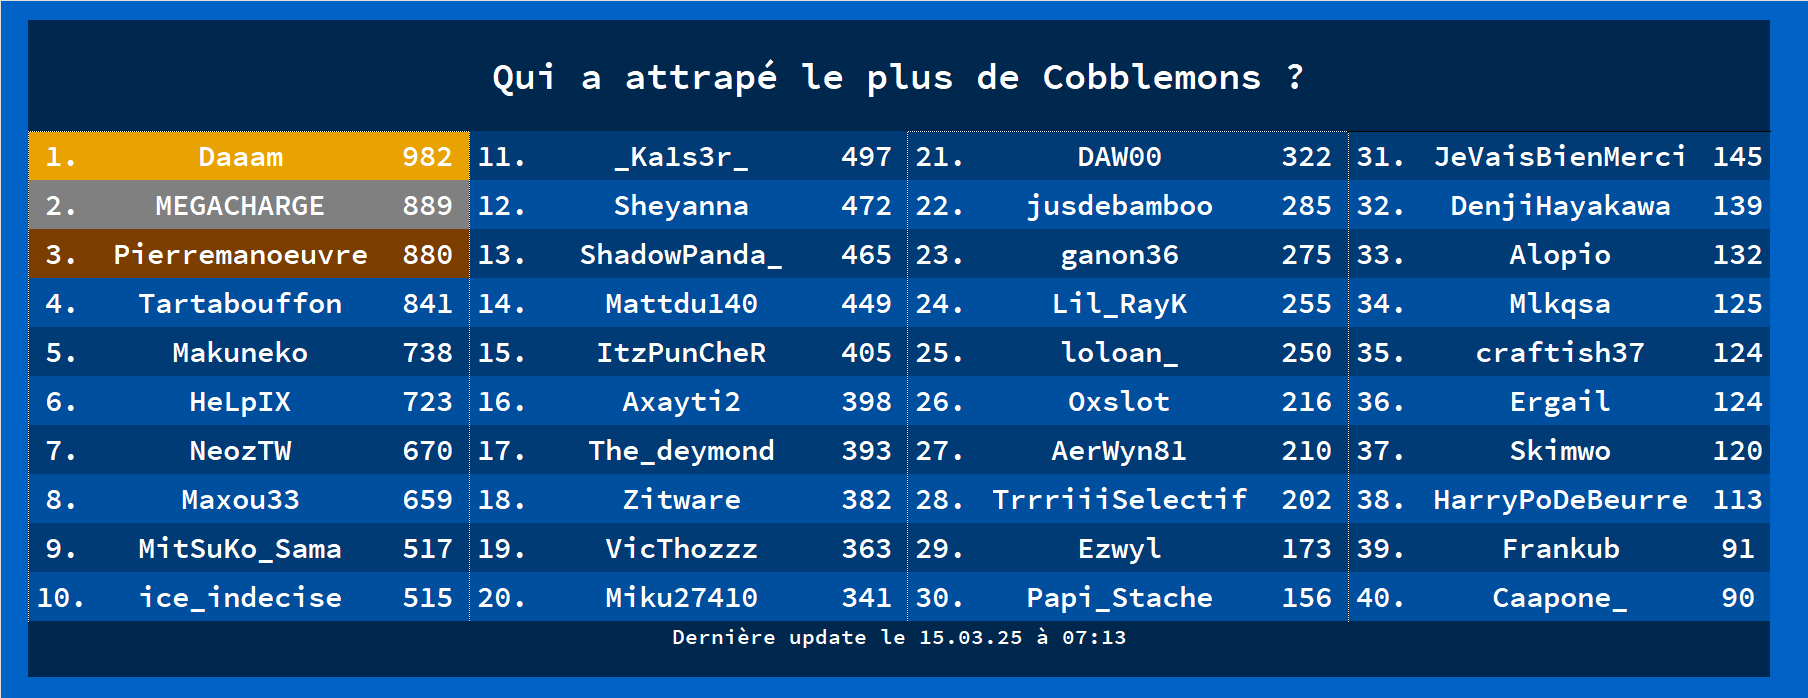 Qui a attrapé le plus de Cobblemons ?
1. Daaam 982
2. MEGACHARGE 889
3. Pierremanoeuvre 880
4. Tartabouffon 841
5. Makuneko 738
6. HeLpIX 723
7. NeozTW 670
8. Maxou33 659
9. MitSuKo_Sama 517
10. ice_indecise 515
11. _Ka1s3r_ 497
12. Sheyanna 472
13. ShadowPanda_ 465
14. Mattdu140 449
15. ItzPunCheR 405
16. Axayti2 398
17. The_deymond 393
18. Zitware 382
19. VicThozzz 363
20. Miku27410 341
21. DAW00 322
22. jusdebamboo 285
23. ganon36 275
24. Lil_RayK 255
25. loloan_ 250
26. Oxslot 216
27. AerWyn81 210
28. TrrriiiSelectif 202
29. Ezwyl 173
30. Papi_Stache 156
31. JeVaisBienMerci 145
32. DenjiHayakawa 139
33. Alopio 132
34. Mlkqsa 125
35. craftish37 124
36. Ergail 124
37. Skimwo 120
38. HarryPoDeBeurre 113
39. Frankub 91
40. Caapone_ 90
Dernière update le 15.03.25 à 07:13